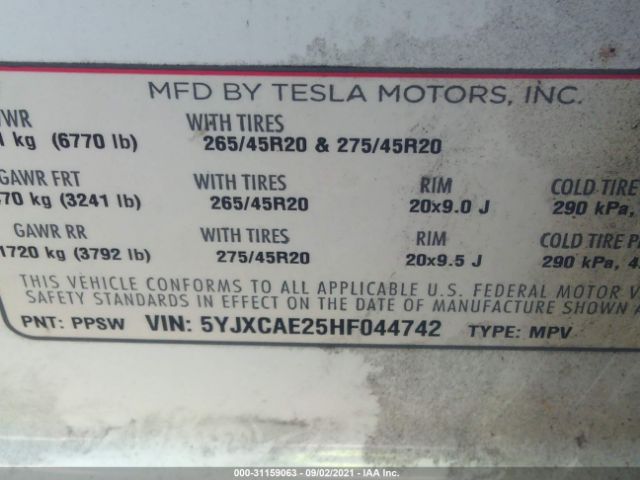 MFD BY TESLA MOTORS, INC.
WITH TIRES
kg (6770 lb) 265/45R20 & 275/45R20
GAWR FRT WITH TIRES RIM COLD TIRE
kg (3241 lb) 265/45R20 20x9.0 J 290 kPa,
GAWR RR WITH TIRES RIM COLD TIRE
1720 kg (3792 lb) 275/45R20 20x9.5 J 290 kPa,
THIS VEHICLE CONFORMS TO ALL APPLICABLE U.S. FEDERAL MOTOR
SAFETY STANDARDS IN EFFECT ON THE DATE OF MANUFACTURE SHOWN
PNT: PPSW VIN: 5YJXCAE25HF044742 TYPE: MPV
000-31159063 - 09/02/2021 - IAA Inc.